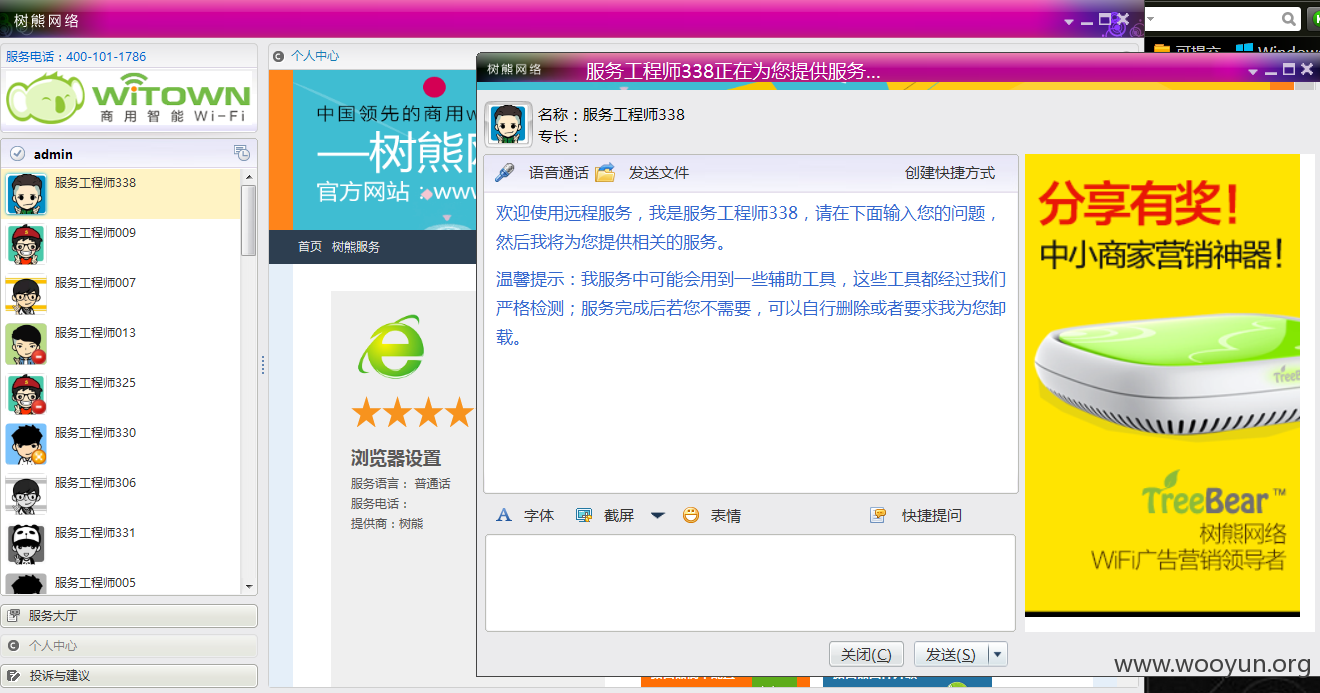 树熊网络
服务电话：400-101-1786
WiTOWN
商用智能Wi-Fi
admin
服务工程师338
服务工程师009
服务工程师007
服务工程师013
服务工程师325
服务工程师330
服务工程师306
服务工程师331
服务工程师005
服务大厅
个人中心
投诉与建议
个人中心
中国领先的商用w
一树熊网
官方网站：www
首页 树熊服务
浏览器设置
服务语言： 普通话
服务电话：
提供商：树熊
可提交
Window
树熊网络
服务工程师338正在为您提供服务...
名称：服务工程师338
专长：
语音通话
发送文件
创建快捷方式
欢迎使用远程服务，我是服务工程师338，请在下面输入您的问题，
然后我将为您提供相关的服务。
温馨提示：我服务中可能会用到一些辅助工具，这些工具都经过我们
严格检测；服务完成后若您不需要，可以自行删除或者要求我为您卸
载。
A 字体
截屏
表情
快捷提问
关闭(C)
发送(S)
分享有奖！
中小商家营销神器！
TreeBe
TreeBear™
树熊网络
WiFi广告营销领导者
www.wooyun.org